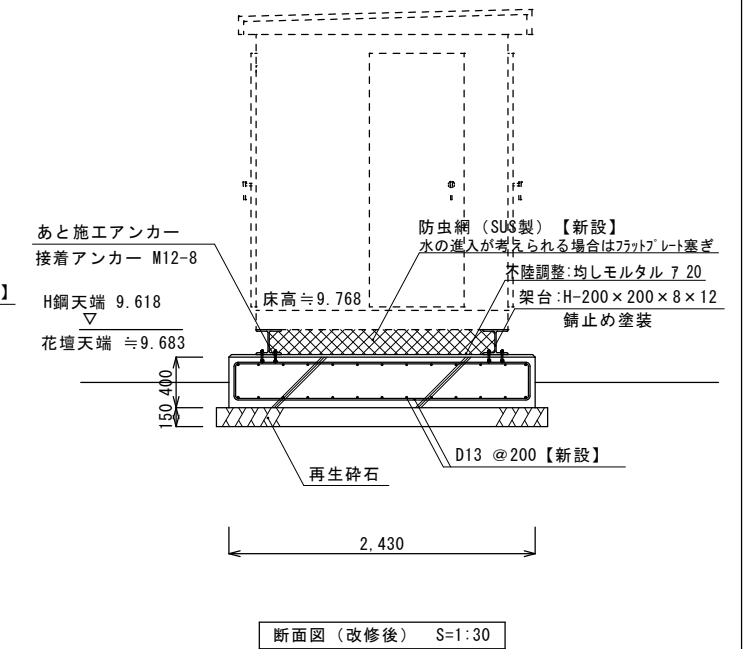 あと施工アンカー
接着アンカー M12-8
】
H鋼天端 9.618
▽
花壇天端 ≒9.683
床高≒9.768
防虫網（SUS製）【新設】
水の進入が考えられる場合はﾌﾗｯﾄﾌﾟﾚｰﾄ塞ぎ
不陸調整:均しモルタル ｱ 20
架台:H-200×200×8×12
錆止め塗装
400
150
D13 @200【新設】
再生砕石
2,430
断面図（改修後） S=1:30